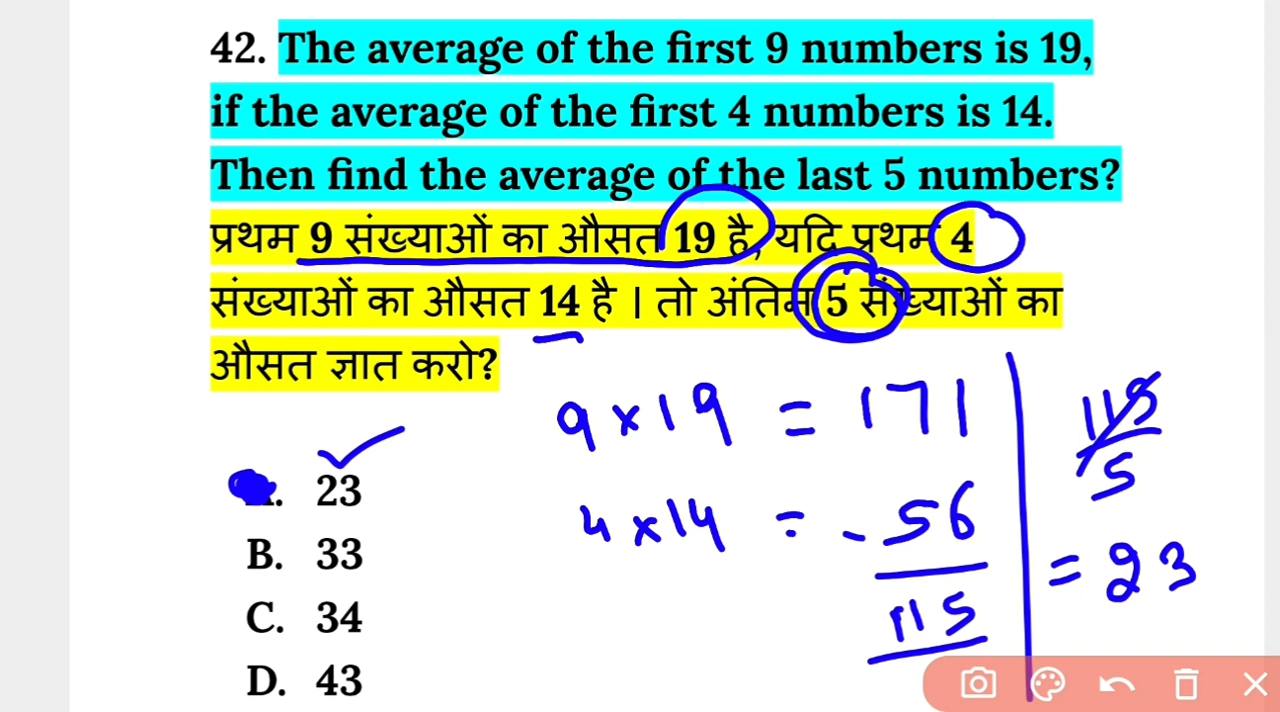 42. The average of the first 9 numbers is 19,
if the average of the first 4 numbers is 14.
Then find the average of the last 5 numbers?
प्रथम 9 संख्याओं का औसत 19 है, यदि प्रथम 4
संख्याओं का औसत 14 है । तो अंतिम 5 संख्याओं का
औसत ज्ञात करो?
9 × 19 = 171
4 × 14 = - 56
115
115
5
= 23
. 23
B. 33
C. 34
D. 43